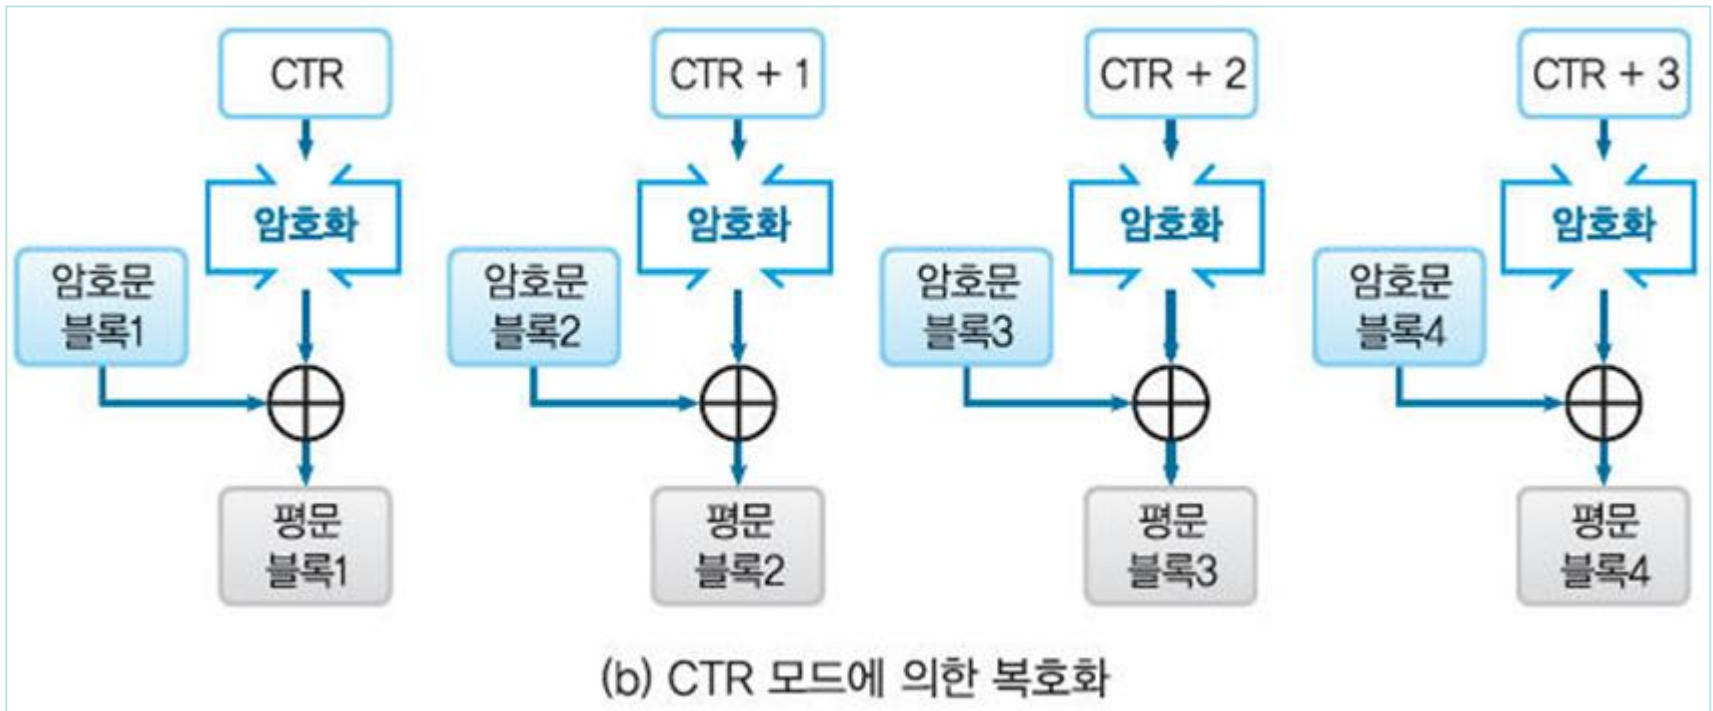 CTR
CTR + 1
CTR + 2
CTR + 3
암호화
암호화
암호화
암호화
암호문
블록1
암호문
블록2
암호문
블록3
암호문
블록4
평문
블록1
평문
블록2
평문
블록3
평문
블록4
(b) CTR 모드에 의한 복호화